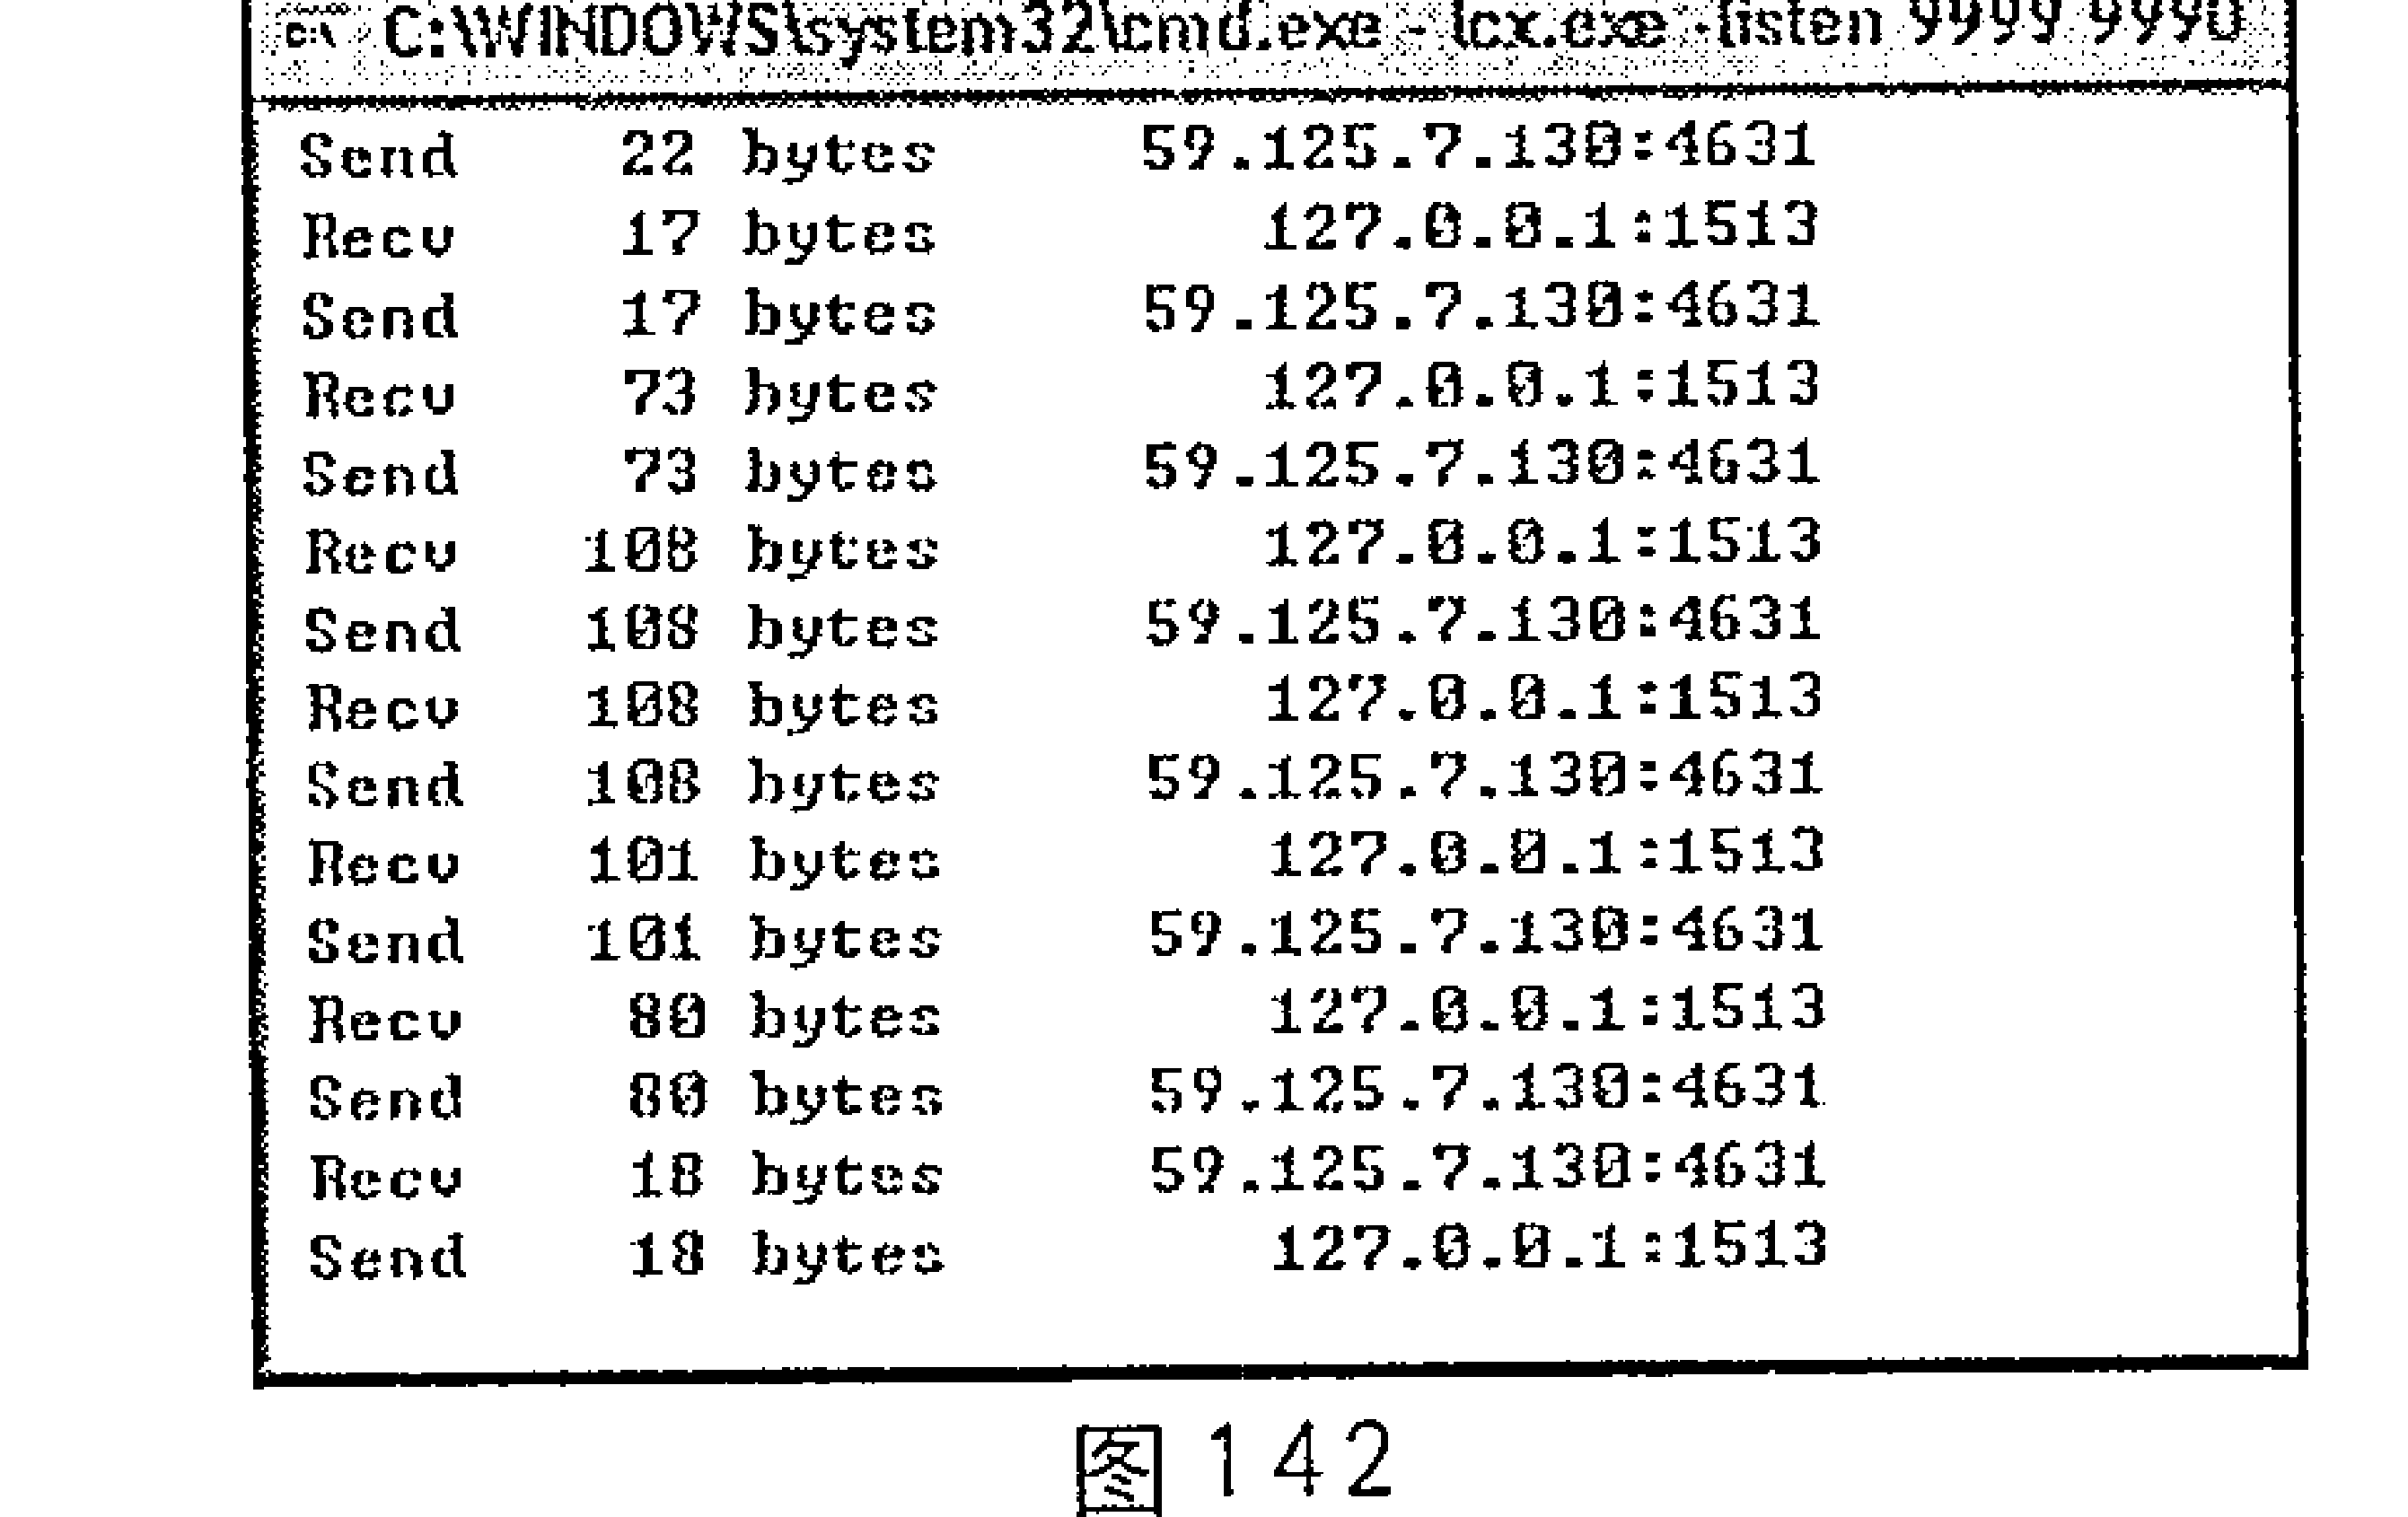 C:\WINDOWS\system32\cmd.exe - lcx.exe -listen 9999 9990
Send 22 bytes 59.125.7.130:4631
Recv 17 bytes 127.0.0.1:1513
Send 17 bytes 59.125.7.130:4631
Recv 73 bytes 127.0.0.1:1513
Send 73 bytes 59.125.7.130:4631
Recv 108 bytes 127.0.0.1:1513
Send 108 bytes 59.125.7.130:4631
Recv 108 bytes 127.0.0.1:1513
Send 108 bytes 59.125.7.130:4631
Recv 101 bytes 127.0.0.1:1513
Send 101 bytes 59.125.7.130:4631
Recv 80 bytes 127.0.0.1:1513
Send 80 bytes 59.125.7.130:4631
Recv 18 bytes 59.125.7.130:4631
Send 18 bytes 127.0.0.1:1513
图 142